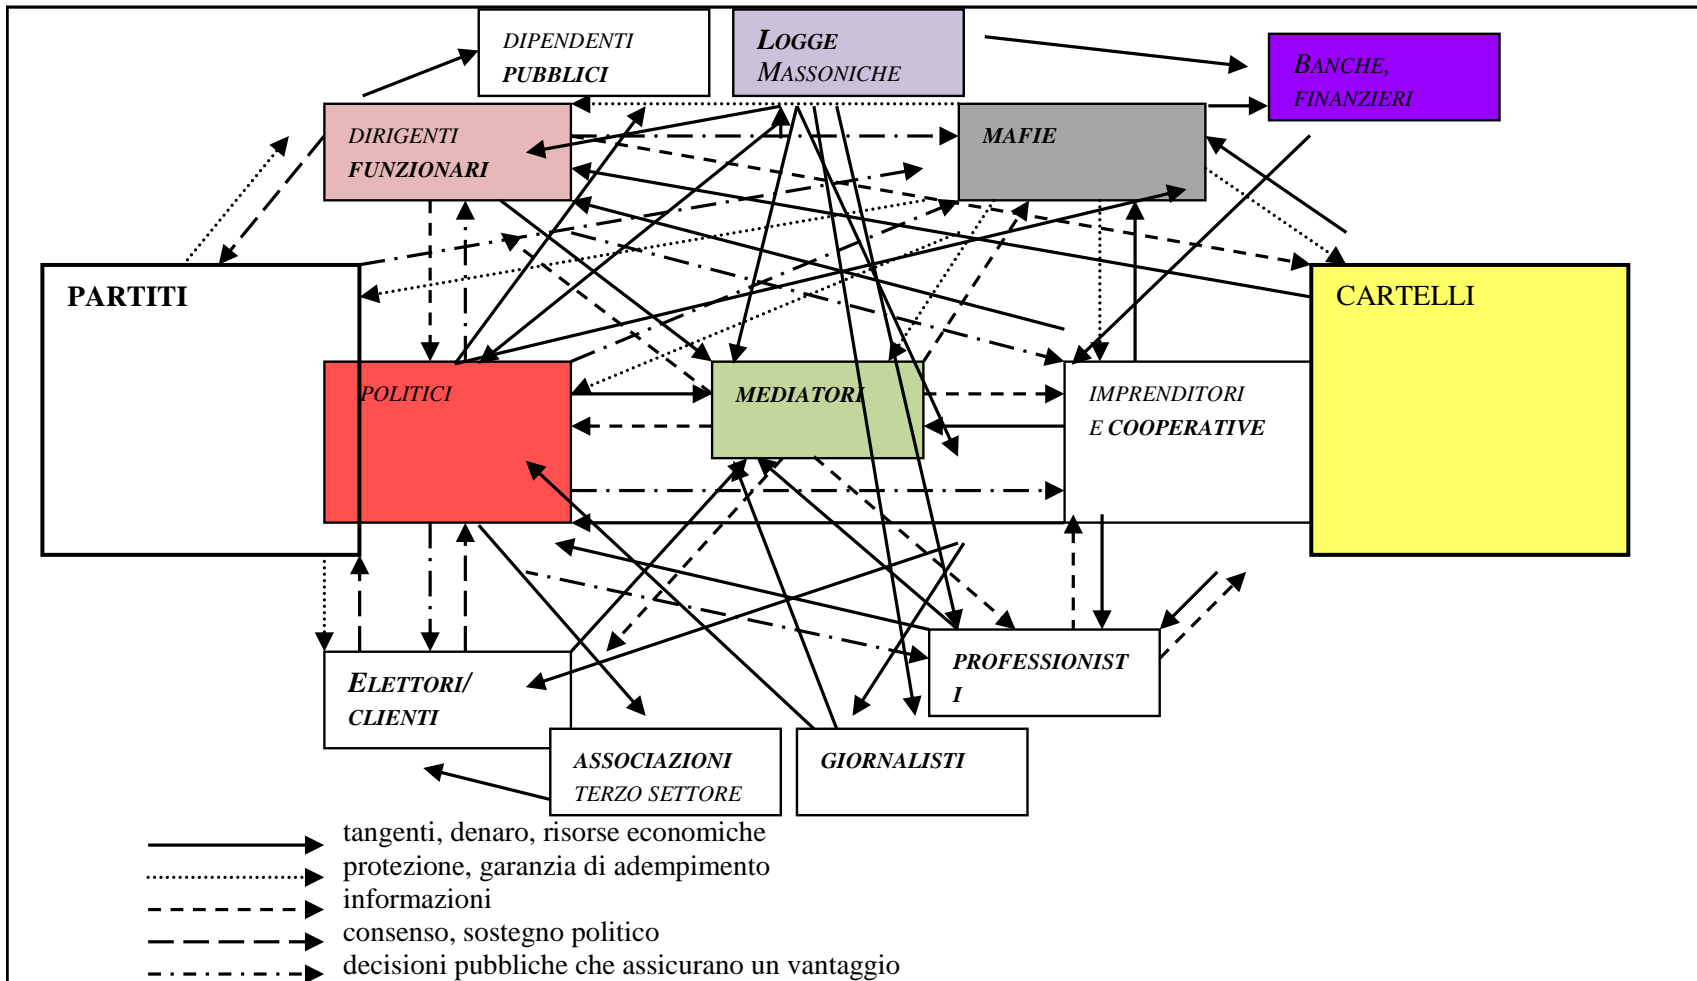 DIPENDENTI
PUBBLICI
LOGGE
MASSONICHE
BANCHE,
FINANZIERI
DIRIGENTI
FUNZIONARI
MAFIE
PARTITI
CARTELLI
POLITICI
MEDIATORI
IMPRENDITORI
E COOPERATIVE
ELETTORI/
CLIENTI
PROFESSIONIST
I
ASSOCIAZIONI
TERZO SETTORE
GIORNALISTI
tangenti, denaro, risorse economiche
protezione, garanzia di adempimento
informazioni
consenso, sostegno politico
decisioni pubbliche che assicurano un vantaggio